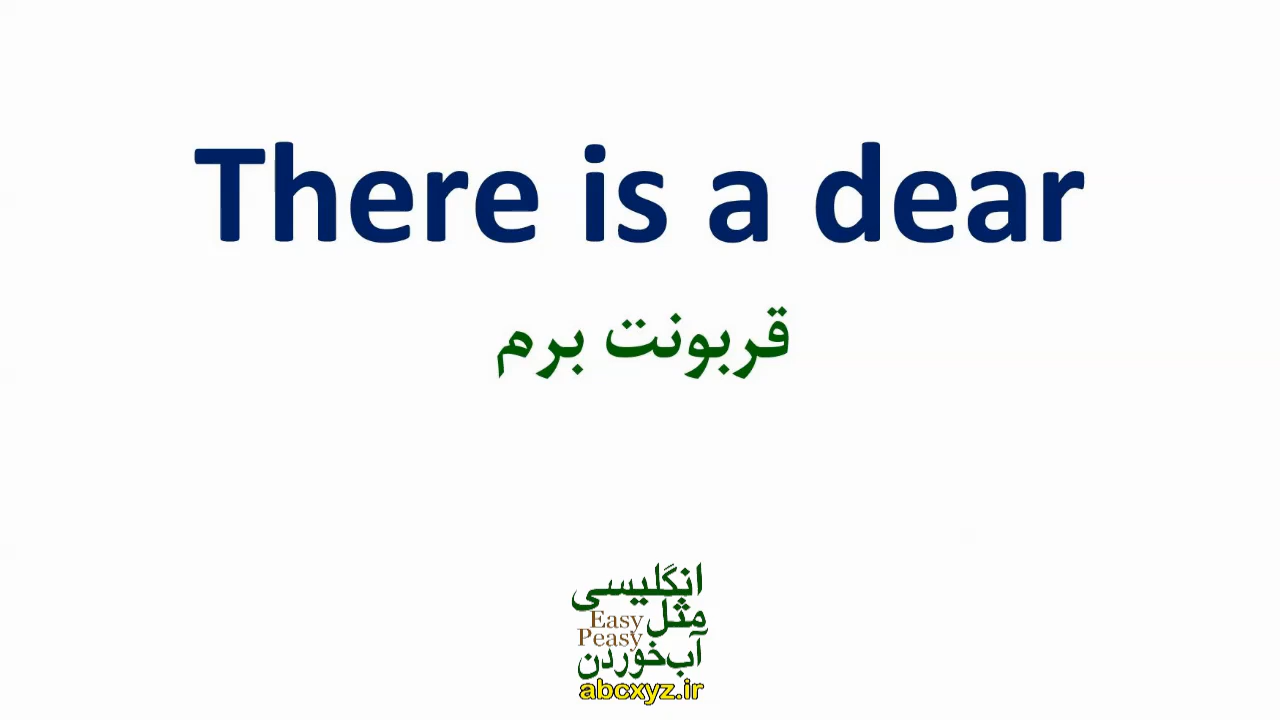 There is a dear
قربونت برم
انگلیسی
مثل
Easy
Peasy
آب‌خوردن
abcxyz.ir